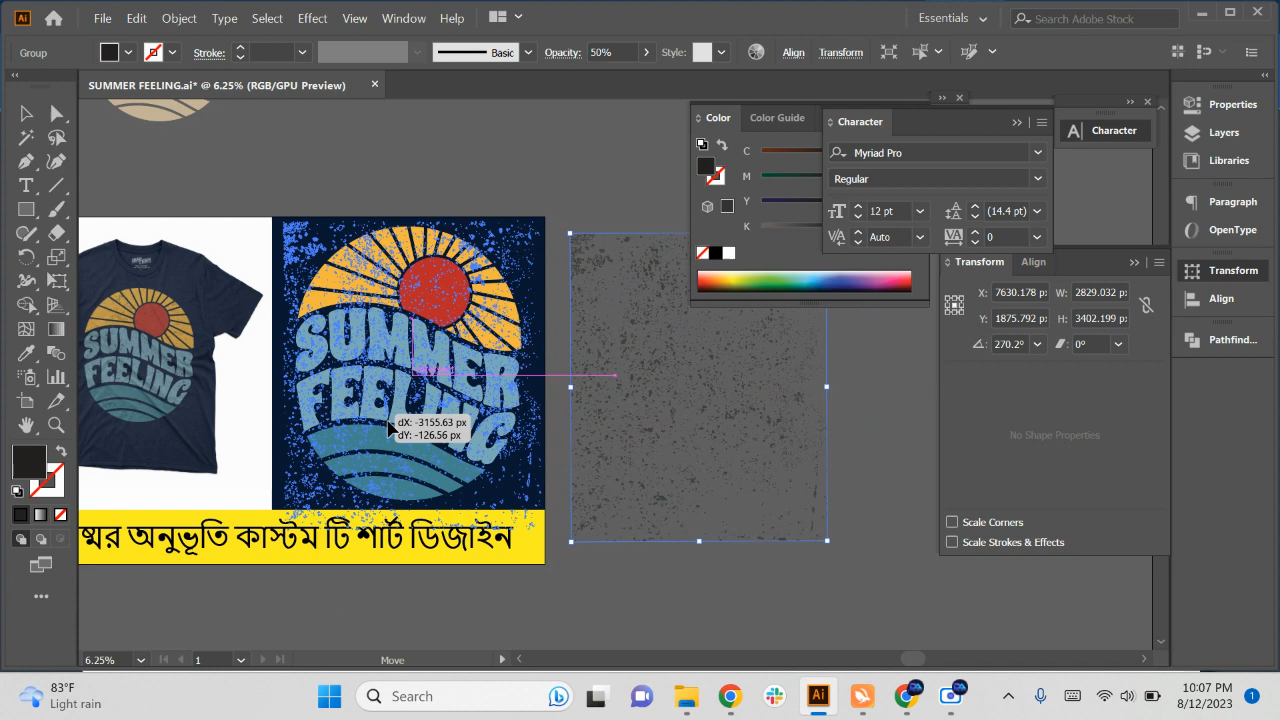 Ai File Edit Object Type Select Effect View Window Help Essentials Search Adobe Stock
Group Stroke: Basic Opacity: 50% Style: Align Transform
SUMMER FEELING.ai* @ 6.25% (RGB/GPU Preview)
Color Color Guide
C
M
Y
K
Character
Myriad Pro
Regular
12 pt (14.4 pt)
Auto 0
A Character
Properties
Layers
Libraries
Paragraph
OpenType
Transform
Align
Pathfind...
Transform Align
X: 7630.178 px W: 2829.032 px
Y: 1875.792 px H: 3402.199 px
270.2° 0°
No Shape Properties
Scale Corners
Scale Strokes & Effects
SUMMER
FEELING
SUMMER
FEELING
dX: -3155.63 px
dY: -126.56 px
ষ্মর অনুভূতি কাস্টম টি শার্ট ডিজাইন
6.25% 1 Move
83°F
Light rain
Search
Ai
10:07 PM
8/12/2023
1